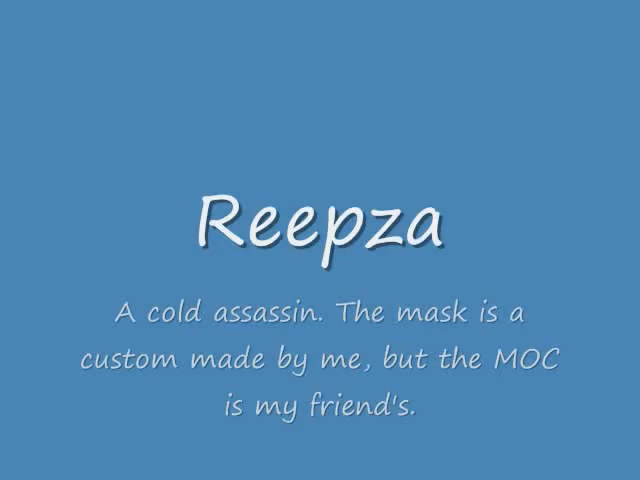 Reepza
A cold assassin. The mask is a
custom made by me, but the MOC
is my friend's.